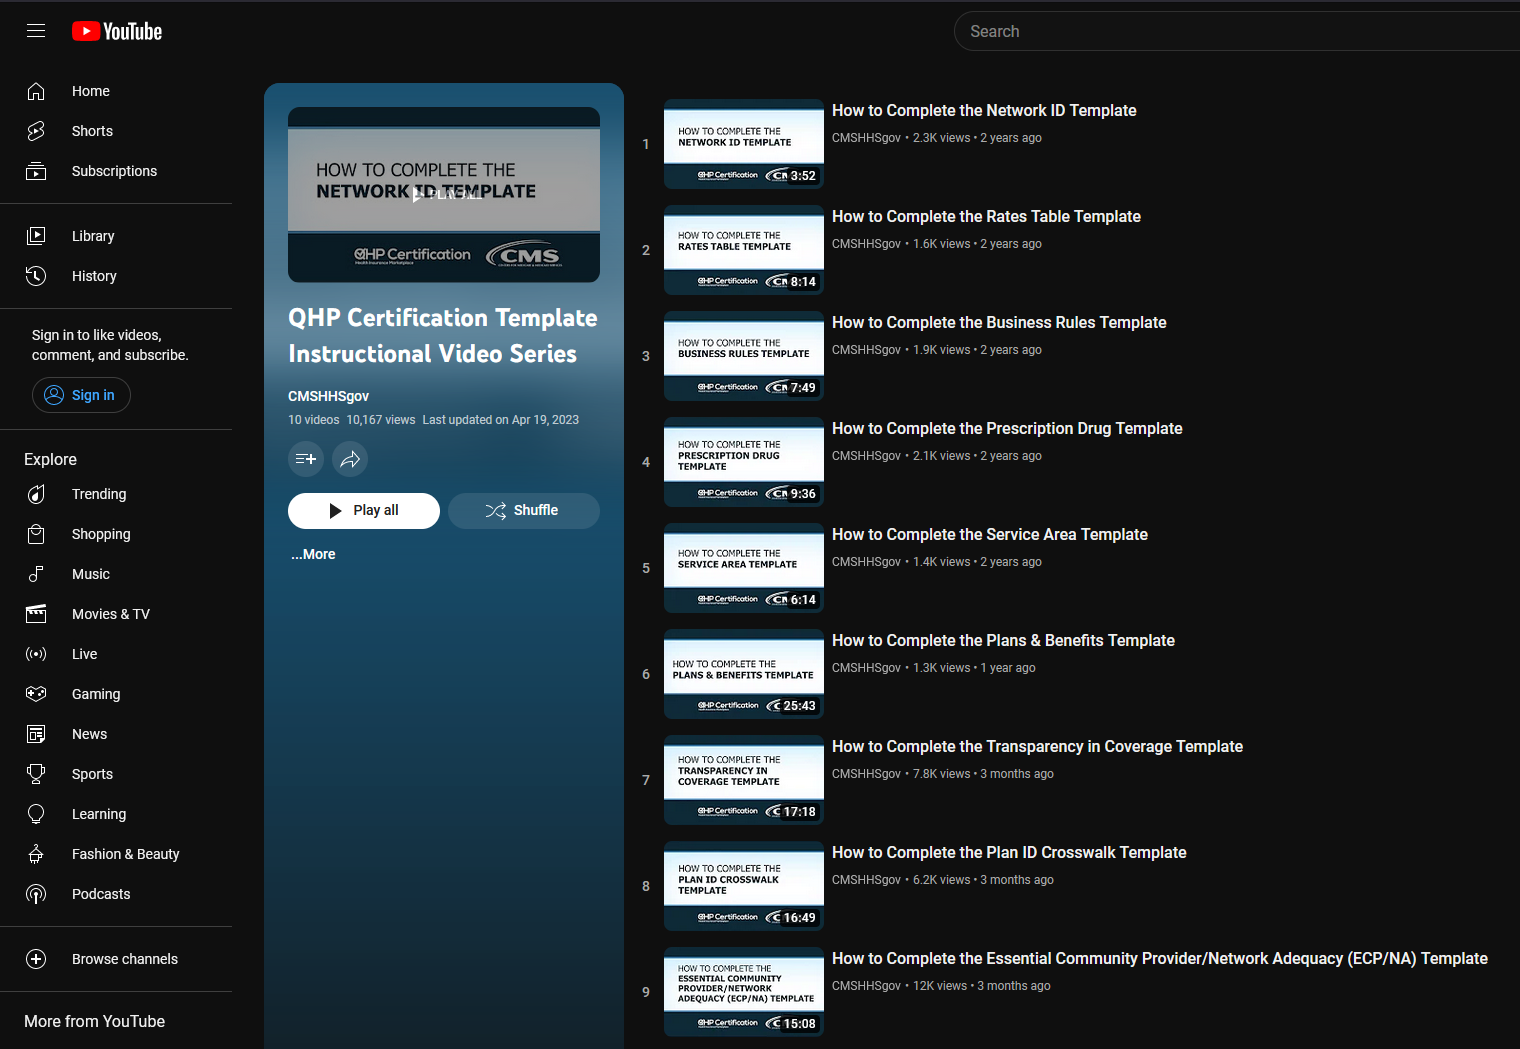 YouTube
Search
Home
Shorts
Subscriptions
Library
History
Sign in to like videos,
comment, and subscribe.
Sign in
Explore
Trending
Shopping
Music
Movies & TV
Live
Gaming
News
Sports
Learning
Fashion & Beauty
Podcasts
Browse channels
More from YouTube
HOW TO COMPLETE THE
NETWORK ID TEMPLATE
PLAY ALL
QHP Certification
Health Insurance Marketplace
CMS
CENTERS FOR MEDICARE & MEDICAID SERVICES
QHP Certification Template
Instructional Video Series
CMSHHSgov
10 videos 10,167 views Last updated on Apr 19, 2023
Play all
Shuffle
...More
1
HOW TO COMPLETE THE
NETWORK ID TEMPLATE
QHP Certification
3:52
How to Complete the Network ID Template
CMSHHSgov • 2.3K views • 2 years ago
2
HOW TO COMPLETE THE
RATES TABLE TEMPLATE
QHP Certification
8:14
How to Complete the Rates Table Template
CMSHHSgov • 1.6K views • 2 years ago
3
HOW TO COMPLETE THE
BUSINESS RULES TEMPLATE
QHP Certification
7:49
How to Complete the Business Rules Template
CMSHHSgov • 1.9K views • 2 years ago
4
HOW TO COMPLETE THE
PRESCRIPTION DRUG
TEMPLATE
QHP Certification
9:36
How to Complete the Prescription Drug Template
CMSHHSgov • 2.1K views • 2 years ago
5
HOW TO COMPLETE THE
SERVICE AREA TEMPLATE
QHP Certification
6:14
How to Complete the Service Area Template
CMSHHSgov • 1.4K views • 2 years ago
6
HOW TO COMPLETE THE
PLANS & BENEFITS TEMPLATE
QHP Certification
25:43
How to Complete the Plans & Benefits Template
CMSHHSgov • 1.3K views • 1 year ago
7
HOW TO COMPLETE THE
TRANSPARENCY IN
COVERAGE TEMPLATE
QHP Certification
17:18
How to Complete the Transparency in Coverage Template
CMSHHSgov • 7.8K views • 3 months ago
8
HOW TO COMPLETE THE
PLAN ID CROSSWALK
TEMPLATE
QHP Certification
16:49
How to Complete the Plan ID Crosswalk Template
CMSHHSgov • 6.2K views • 3 months ago
9
HOW TO COMPLETE THE
ESSENTIAL COMMUNITY
PROVIDER/NETWORK
ADEQUACY (ECP/NA) TEMPLATE
QHP Certification
15:08
How to Complete the Essential Community Provider/Network Adequacy (ECP/NA) Template
CMSHHSgov • 12K views • 3 months ago